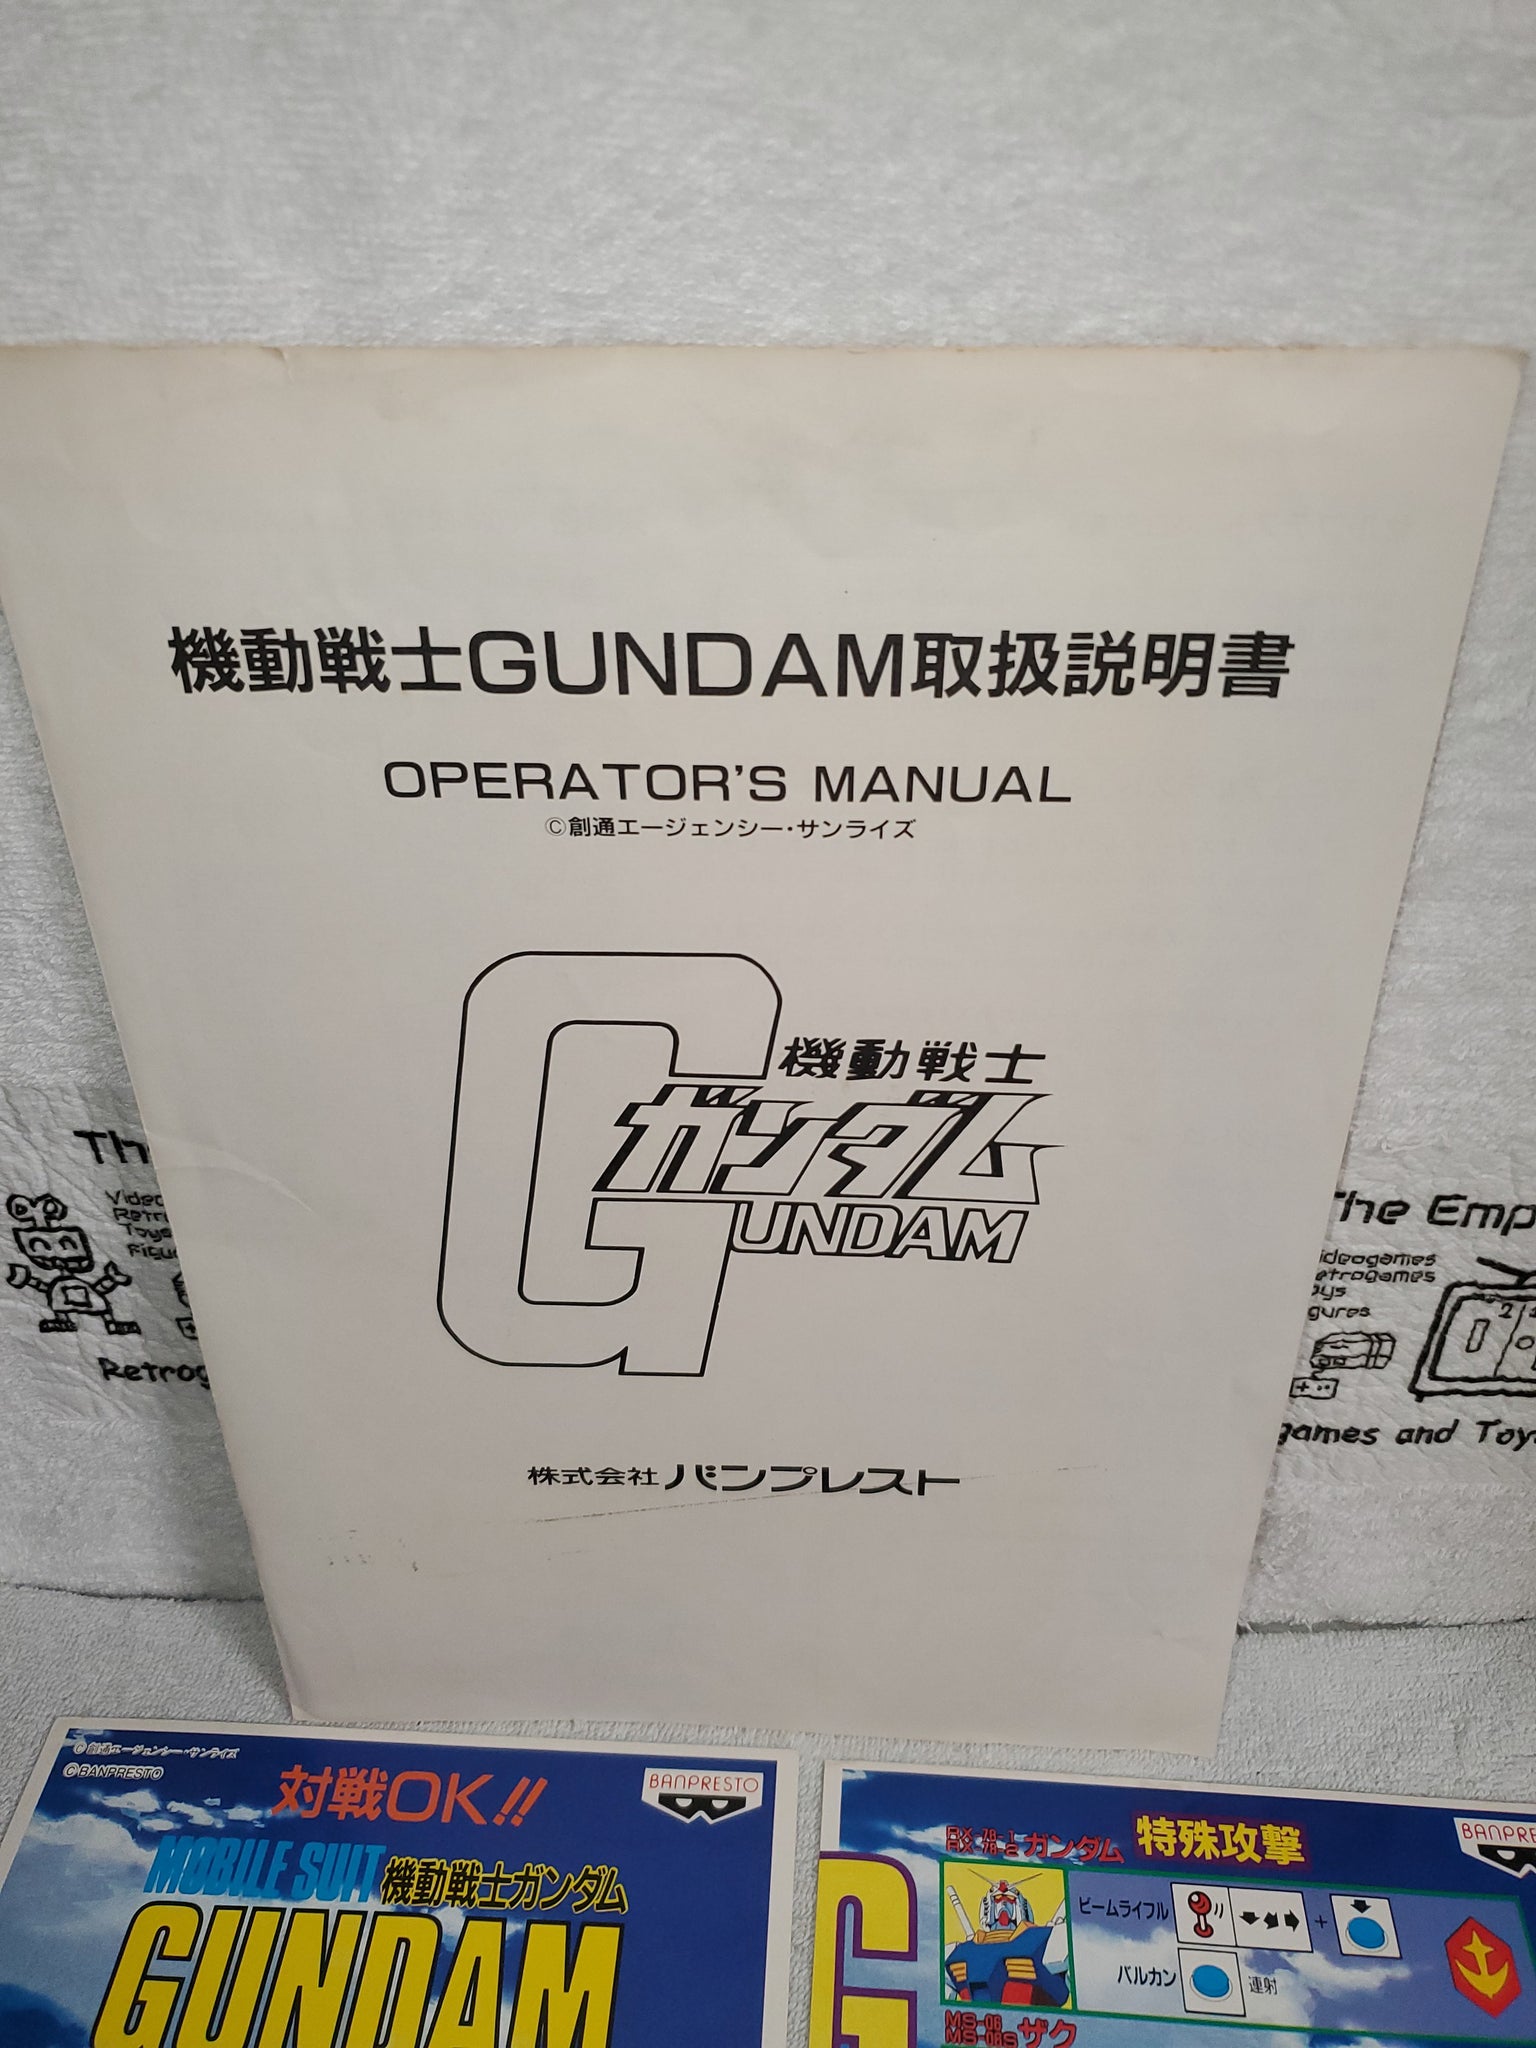 機動戦士GUNDAM取扱説明書
OPERATOR'S MANUAL
©創通エージェンシー・サンライズ
機動戦士
ガンダム
GUNDAM
株式会社バンプレスト
Retrog
The Emp
games and Toy
©創通エージェンシー・サンライズ
©BANPRESTO
対戦OK!!
BANPRESTO
MOBILE SUIT 機動戦士ガンダム
GUNDAM
RX-78-1
RX-78-2 ガンダム 特殊攻撃
BANPRE
ビームライフル
+
バルカン
連射
MS-06
MS-06S ザク